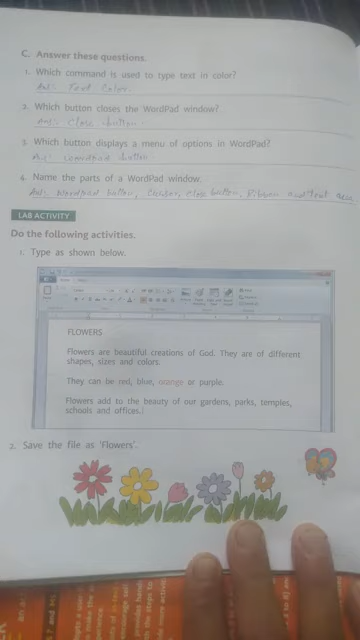 C. Answer these questions.
1. Which command is used to type text in color?
Ans: Text Color.
2. Which button closes the WordPad window?
Ans: Close button.
3. Which button displays a menu of options in WordPad?
Ans: Wordpad button
4. Name the parts of a WordPad window.
Ans: Wordpad button, Close button, Ribbon and text area
LAB ACTIVITY
Do the following activities.
1. Type as shown below.
FLOWERS
Flowers are beautiful creations of God. They are of different
shapes, sizes and colors.
They can be red, blue, orange or purple.
Flowers add to the beauty of our gardens, parks, temples,
schools and offices.
2. Save the file as 'Flowers'.